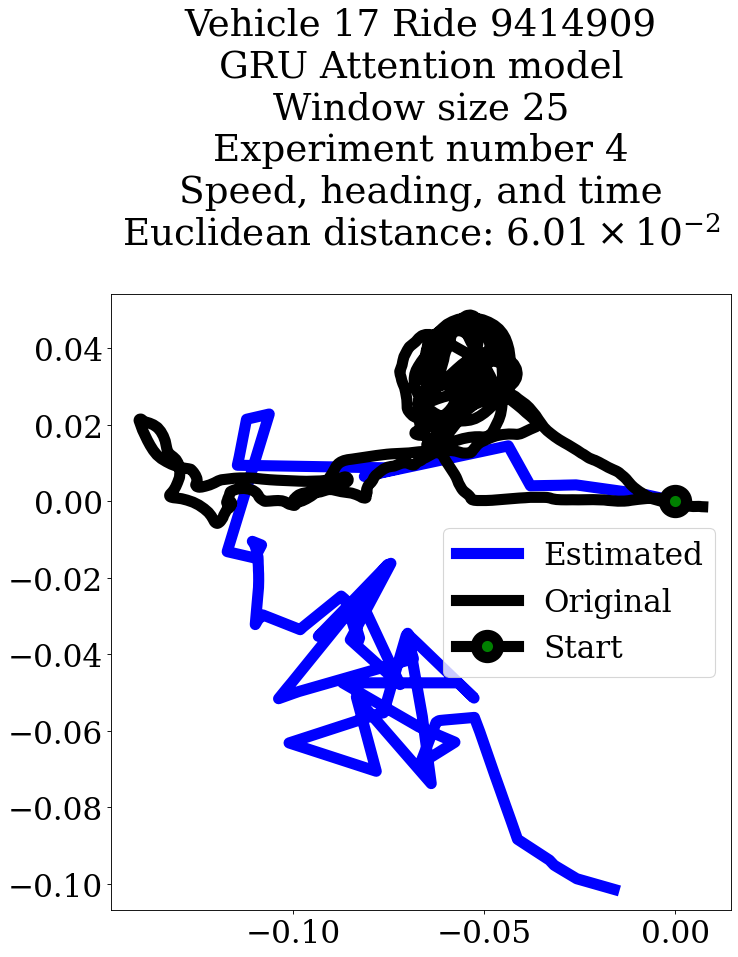 Vehicle 17 Ride 9414909
GRU Attention model
Window size 25
Experiment number 4
Speed, heading, and time
Euclidean distance: 6.01 × 10⁻²
0.04
0.02
0.00
−0.02
−0.04
−0.06
−0.08
−0.10
Estimated
Original
Start
−0.10
−0.05
0.00